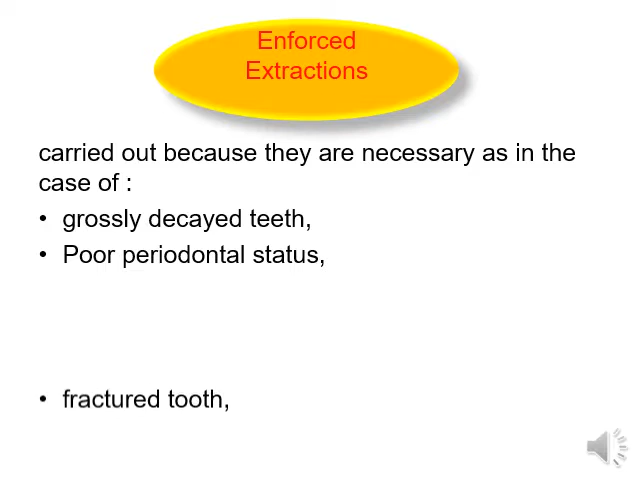 Enforced
Extractions
carried out because they are necessary as in the
case of :
• grossly decayed teeth,
• Poor periodontal status,
• fractured tooth,